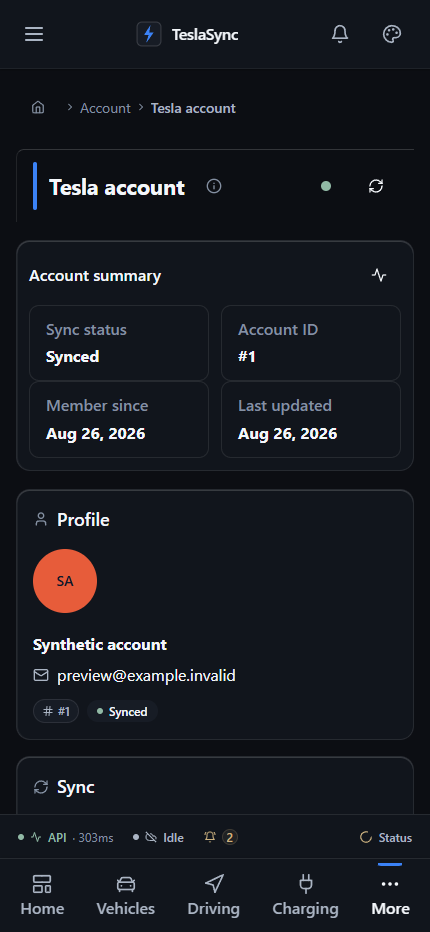 TeslaSync
Account Tesla account
Tesla account
Account summary
Sync status
Synced
Account ID
#1
Member since
Aug 26, 2026
Last updated
Aug 26, 2026
Profile
SA
Synthetic account
preview@example.invalid
#1 Synced
Sync
API · 303ms Idle 2 Status
Home Vehicles Driving Charging More